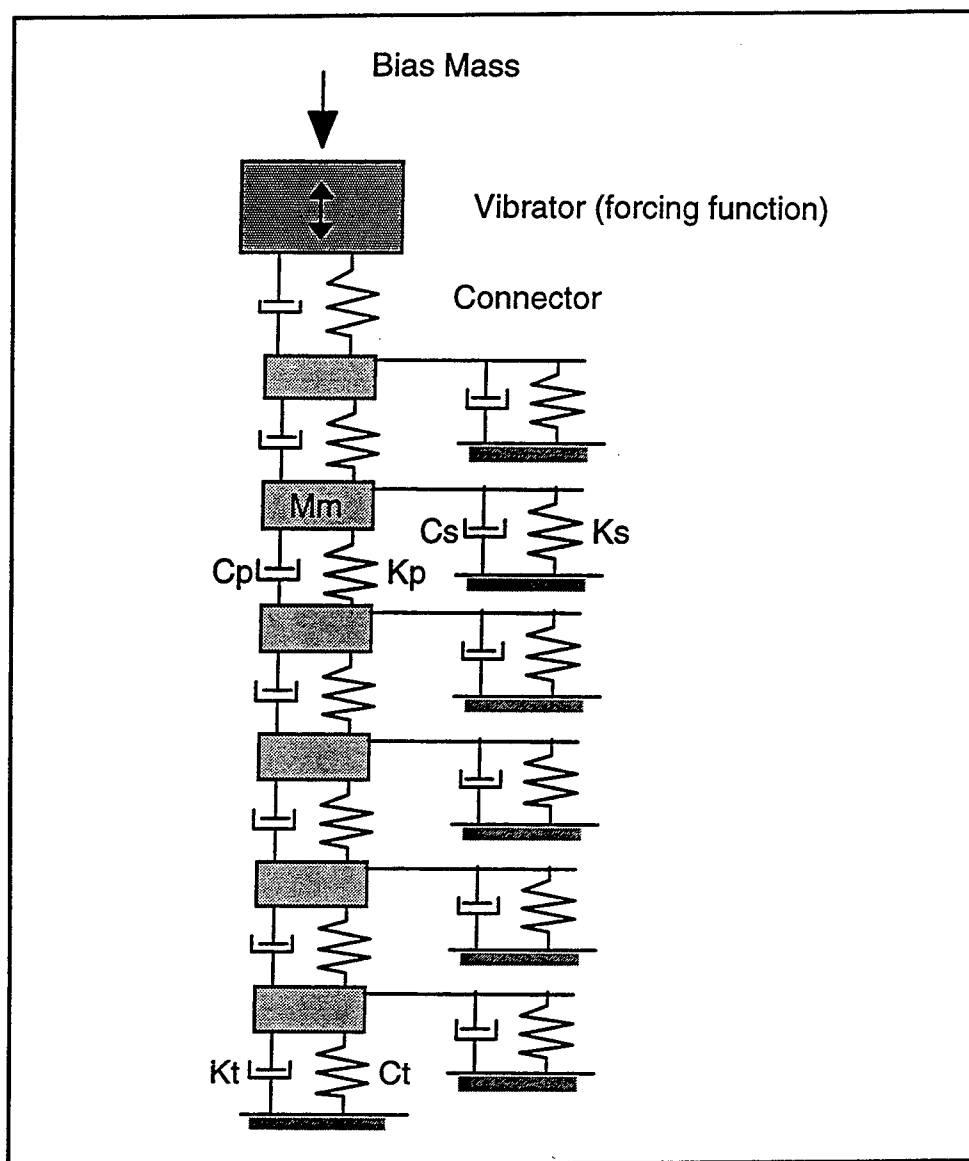 Bias Mass
Vibrator (forcing function)
Connector
Mm
Cs
Ks
Cp
Kp
Kt
Ct